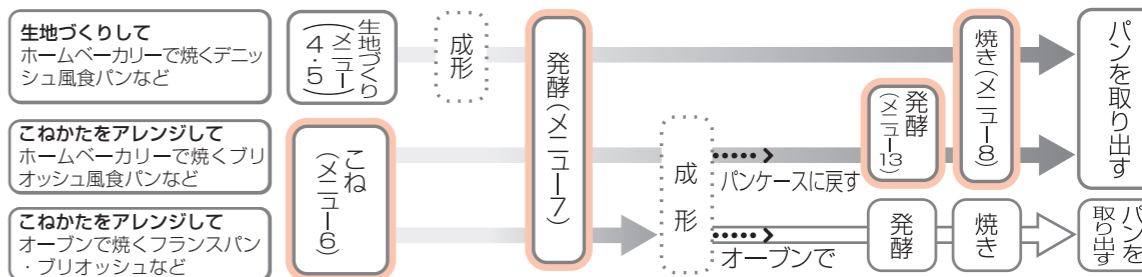 生地づくりして
ホームベーカリーで焼くデニッ
シュ風食パンなど
生地づくり
(メニュー
4・5)
成形
発酵(メニュー7)
焼き(メニュー8)
パンを取り出す
こねかたをアレンジして
ホームベーカリーで焼くブリ
オッシュ風食パンなど
こね
(メニュー6)
成形
パンケースに戻す
発酵
(メニュー13)
こねかたをアレンジして
オーブンで焼くフランスパン
・ブリオッシュなど
オーブンで
発酵
焼き
パンを
取り出す